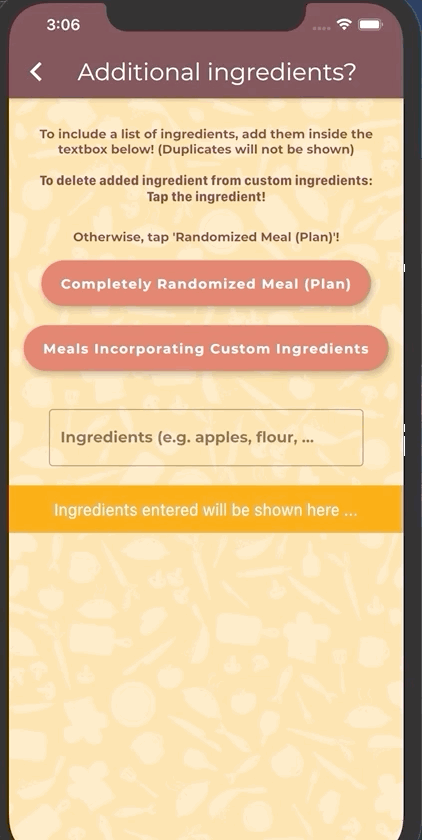 3:06
Additional ingredients?
To include a list of ingredients, add them inside the
textbox below! (Duplicates will not be shown)
To delete added ingredient from custom ingredients:
Tap the ingredient!
Otherwise, tap 'Randomized Meal (Plan)'!
Completely Randomized Meal (Plan)
Meals Incorporating Custom Ingredients
Ingredients (e.g. apples, flour, ...
Ingredients entered will be shown here ...